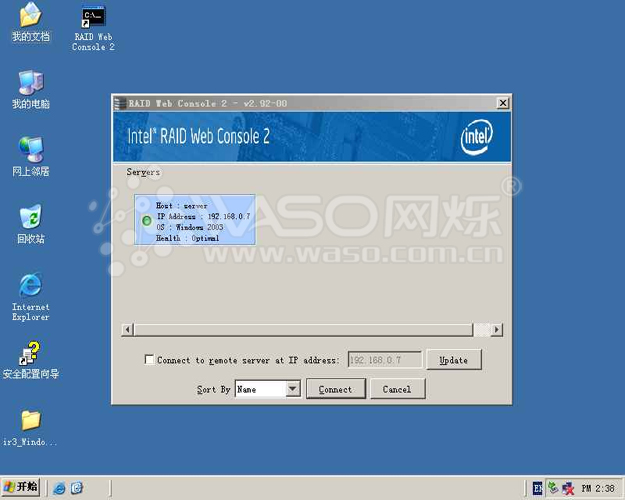 我的文档
RAID Web
Console 2
我的电脑
网上邻居
回收站
Internet
Explorer
安全配置向导
ir3_Windo...
RAID Web Console 2 - v2.92-00
Intel® RAID Web Console 2
intel
Servers
Host : server
IP Address : 192.168.0.7
OS : Windows 2003
Health : Optimal
WASO网烁®
www.waso.com.cn
Connect to remote server at IP address:
192.168.0.7
Update
Sort By
Name
Connect
Cancel
开始
EN
PM 2:38